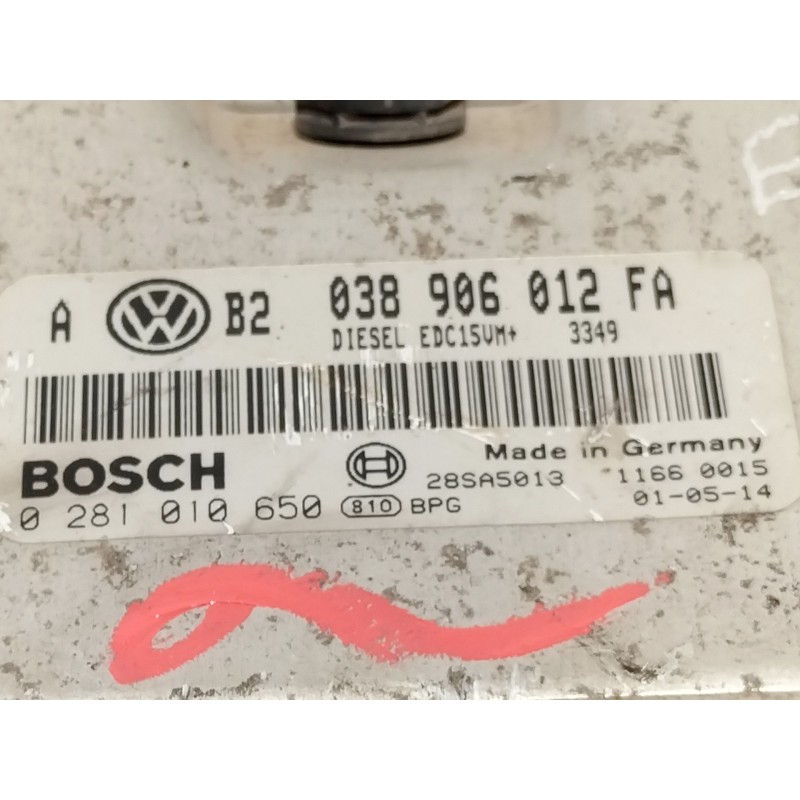 A VW B2 038 906 012 FA
DIESEL EDC15VM+ 3349
BOSCH
Made in Germany
28SA5013 1166 0015
0 281 010 650 810 BPG
01-05-14